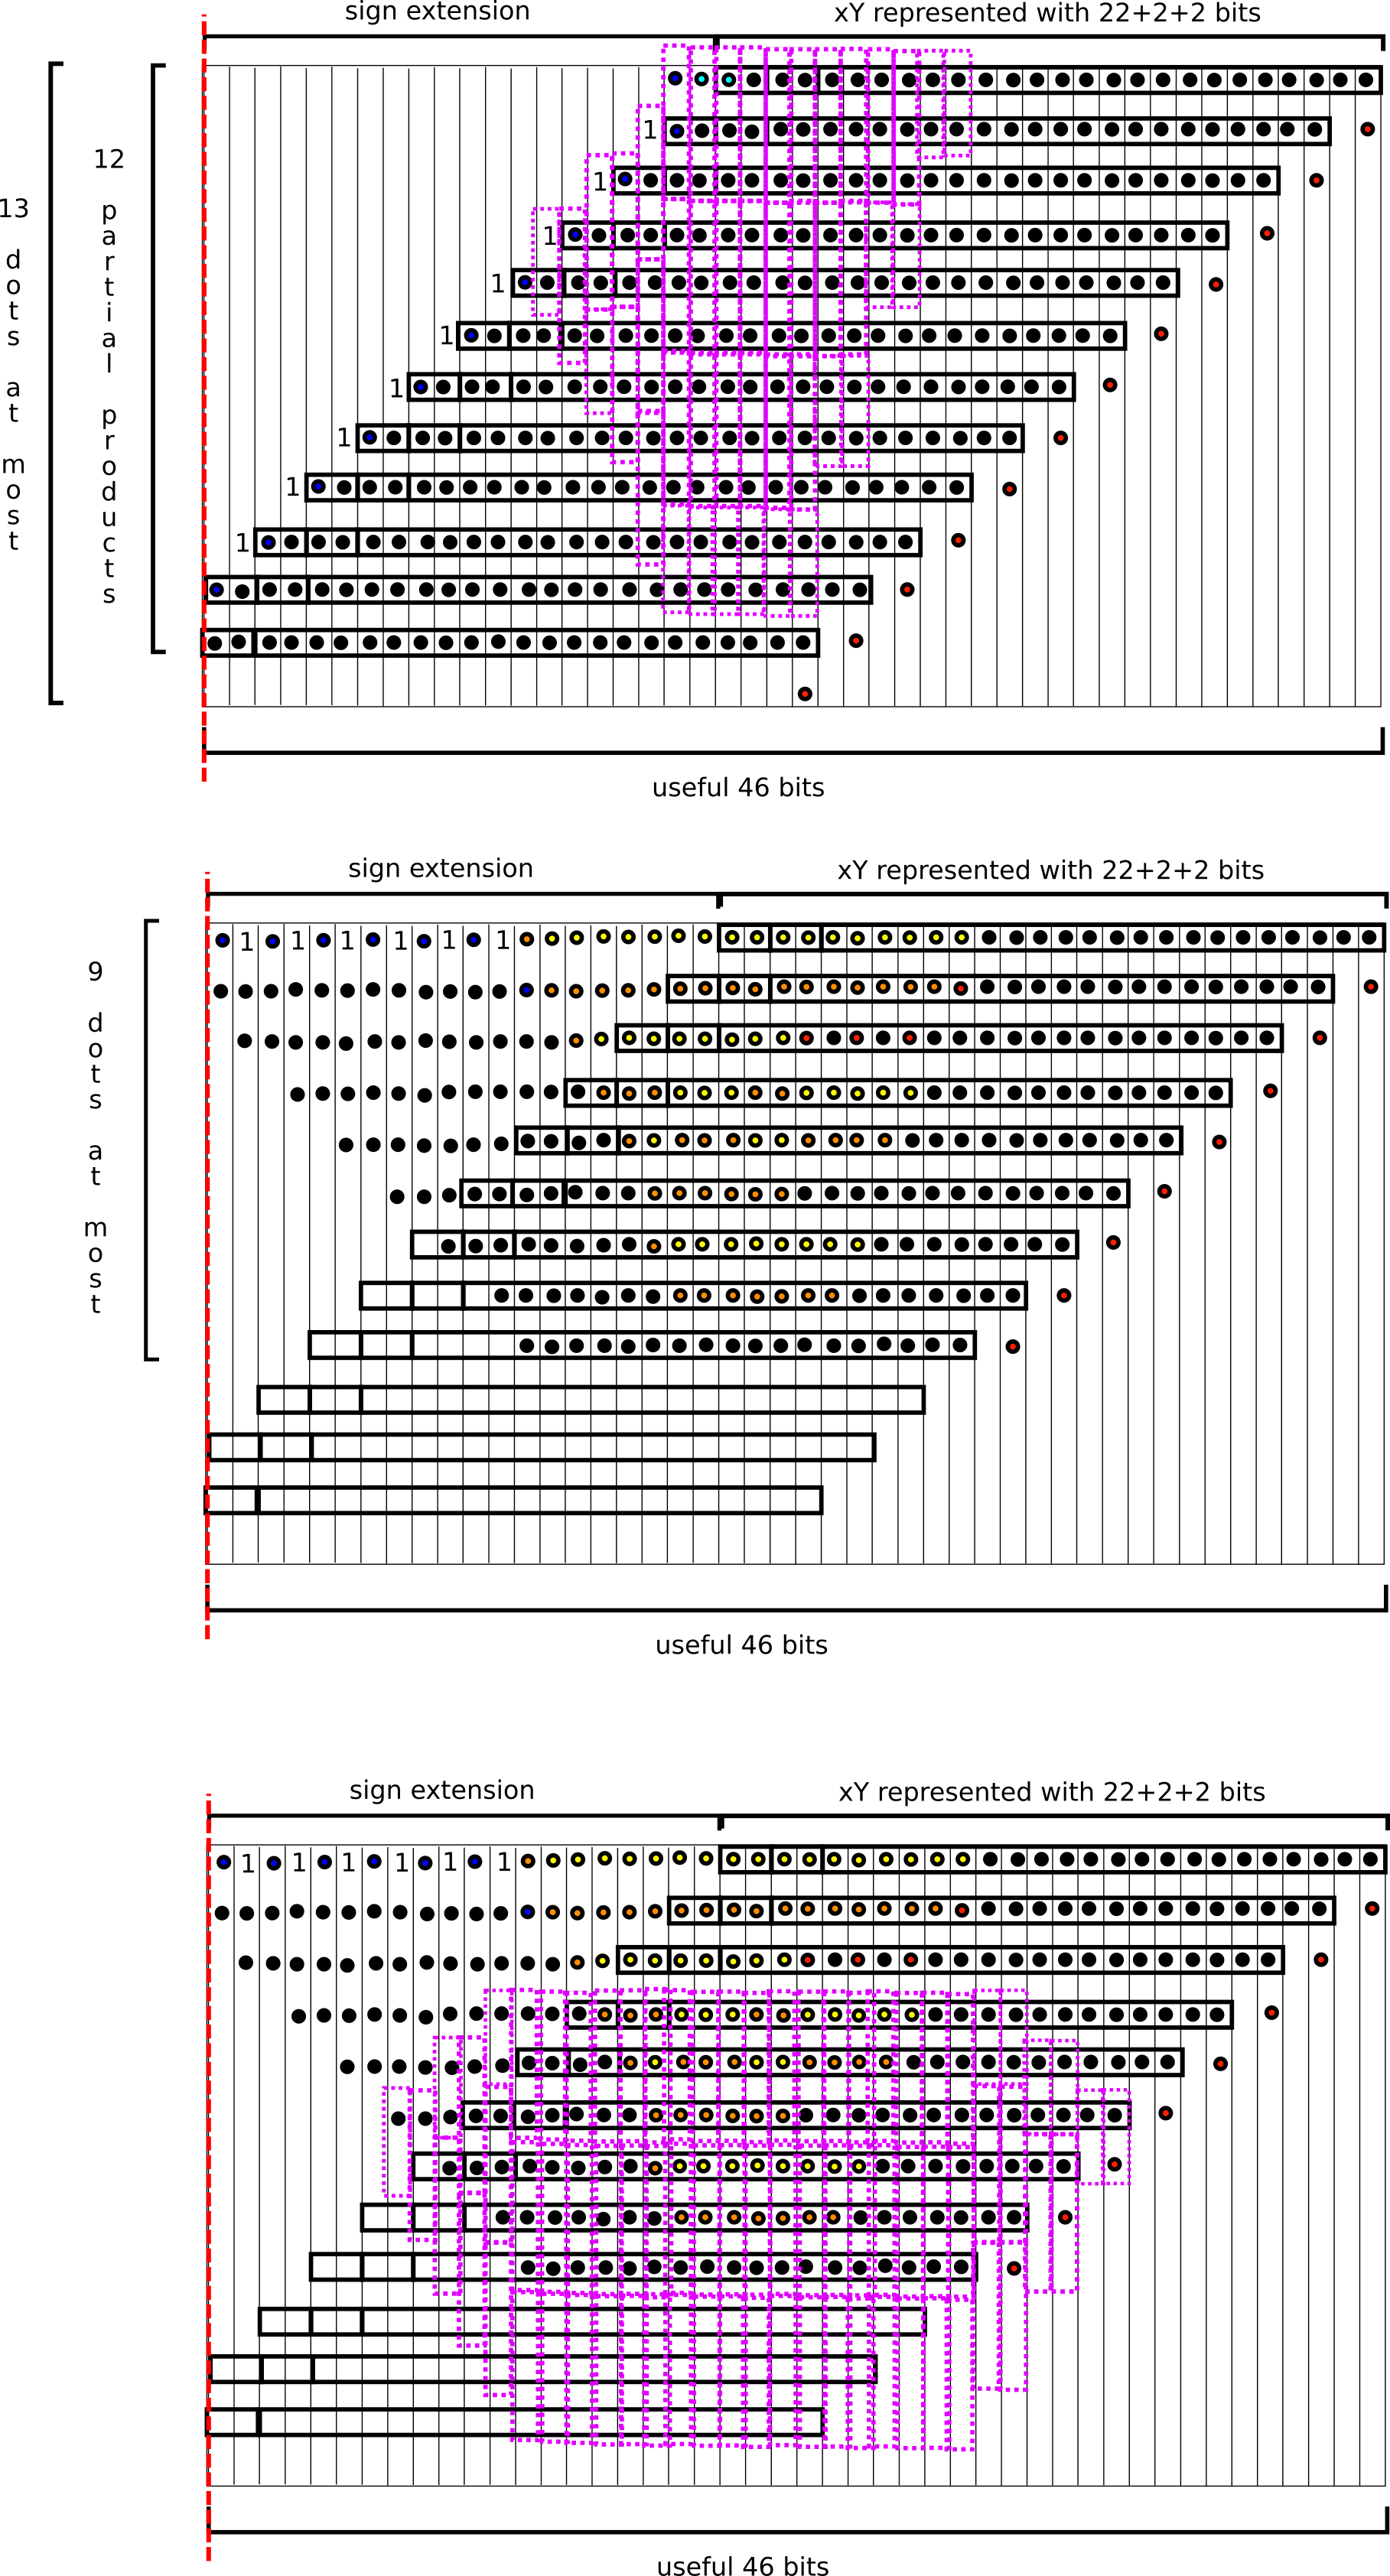 sign extension
xY represented with 22+2+2 bits
13 dots at most
12 partial products
1
1
1
1
1
1
1
1
1
useful 46 bits
sign extension
xY represented with 22+2+2 bits
9 dots at most
1 1 1 1 1 1
useful 46 bits
sign extension
xY represented with 22+2+2 bits
1 1 1 1 1 1
useful 46 bits